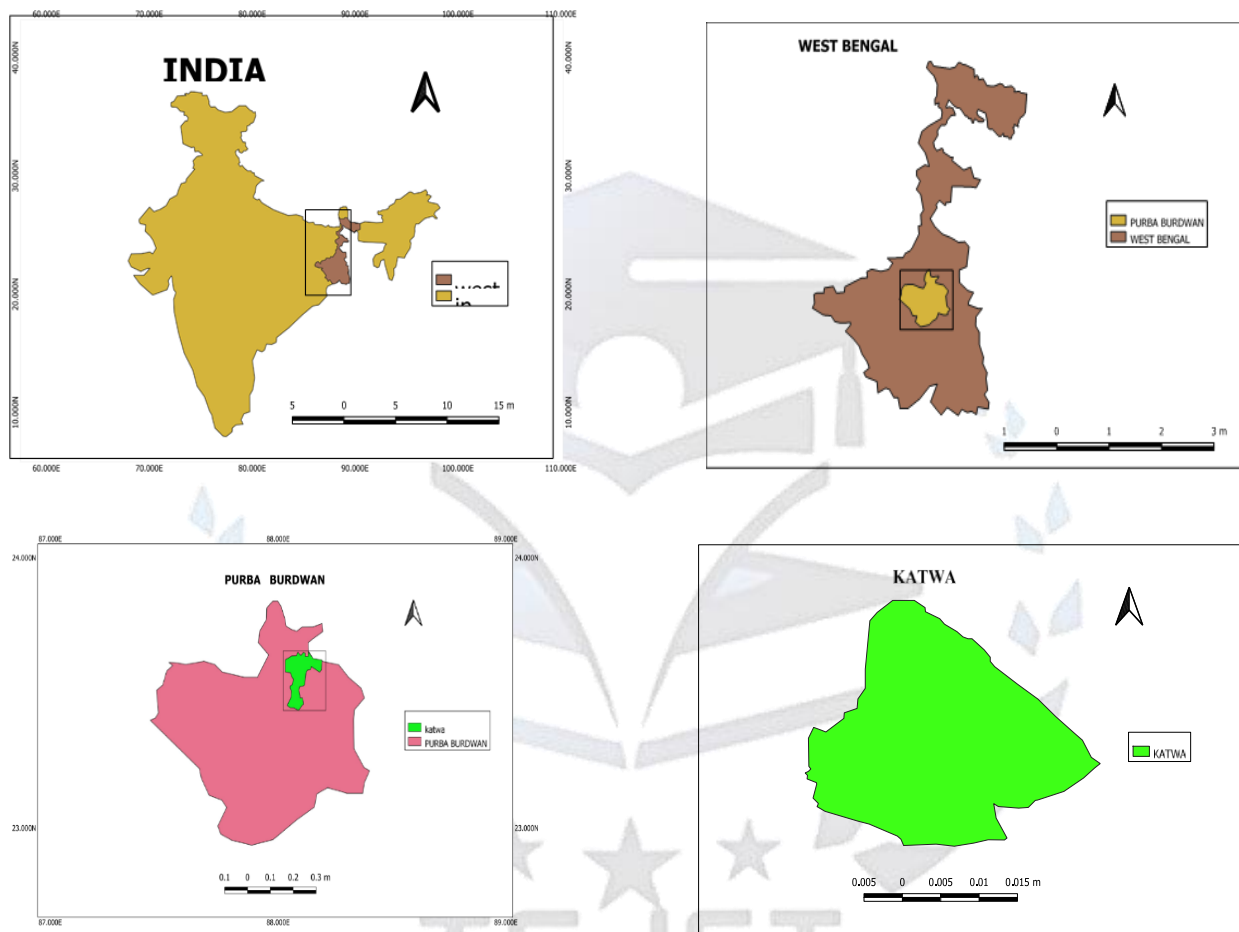 60.000E 70.000E 80.000E 90.000E 100.000E 110.000E
INDIA
40.000N 40.000N
30.000N 30.000N
20.000N 20.000N
10.000N 10.000N
5 0 5 10 15 m
60.000E 70.000E 80.000E 90.000E 100.000E 110.000E
WEST BENGAL
PURBA BURDWAN
WEST BENGAL
1 0 1 2 3 m
87.000E 88.000E 89.000E
24.000N 24.000N
PURBA BURDWAN
katwa
PURBA BURDWAN
23.000N 23.000N
0.1 0 0.1 0.2 0.3 m
87.000E 88.000E 89.000E
KATWA
KATWA
0.005 0 0.005 0.01 0.015 m